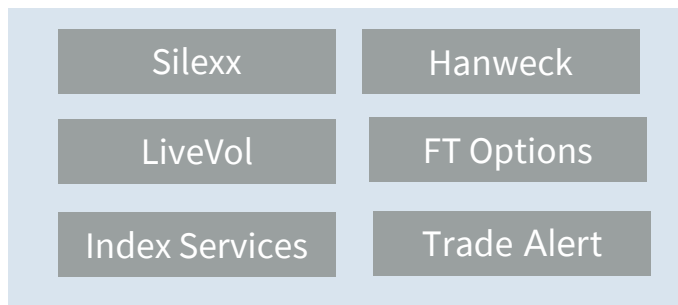 Silexx
Hanweck
LiveVol
FT Options
Index Services
Trade Alert